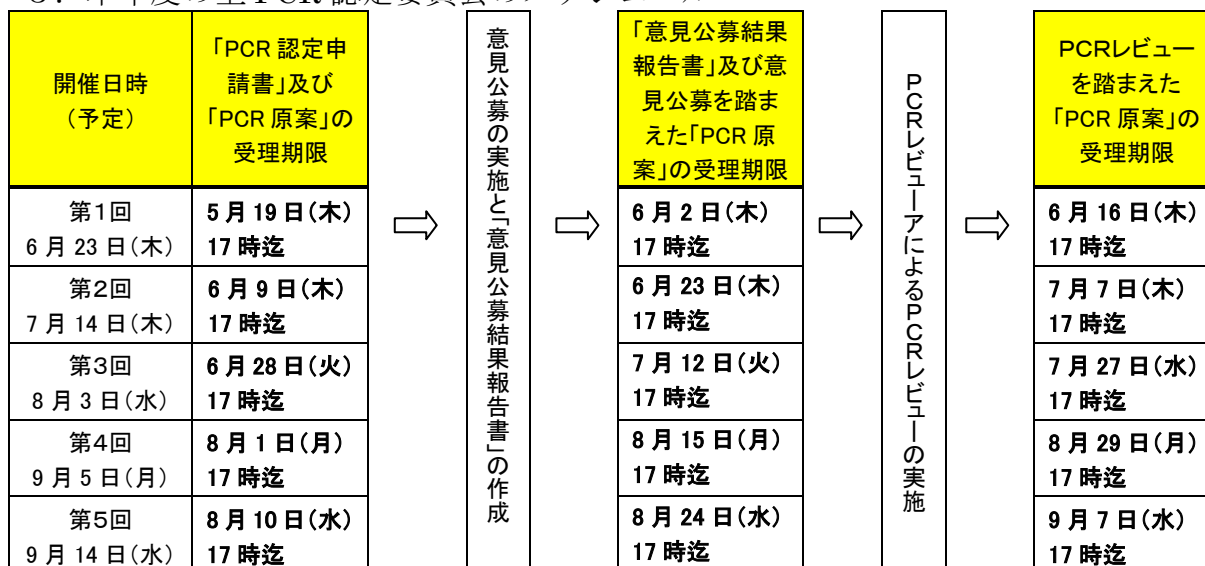 開催日時
（予定）
「PCR 認定申
請書」及び
「PCR 原案」の
受理期限
意見公募の実施と「意見公募結果報告書」の作成
「意見公募結果
報告書」及び意
見公募を踏ま
えた「PCR 原
案」の受理期限
ＰＣＲレビューアによるＰＣＲレビューの実施
PCRレビュー
を踏まえた
「PCR 原案」の
受理期限
第１回
6 月 23 日（木）
5 月 19 日（木）
17 時迄
6 月 2 日（木）
17 時迄
6 月 16 日（木）
17 時迄
第２回
7 月 14 日（木）
6 月 9 日（木）
17 時迄
6 月 23 日（木）
17 時迄
7 月 7 日（木）
17 時迄
第３回
8 月 3 日（水）
6 月 28 日（火）
17 時迄
7 月 12 日（火）
17 時迄
7 月 27 日（水）
17 時迄
第４回
9 月 5 日（月）
8 月 1 日（月）
17 時迄
8 月 15 日（月）
17 時迄
8 月 29 日（月）
17 時迄
第５回
9 月 14 日（水）
8 月 10 日（水）
17 時迄
8 月 24 日（水）
17 時迄
9 月 7 日（水）
17 時迄